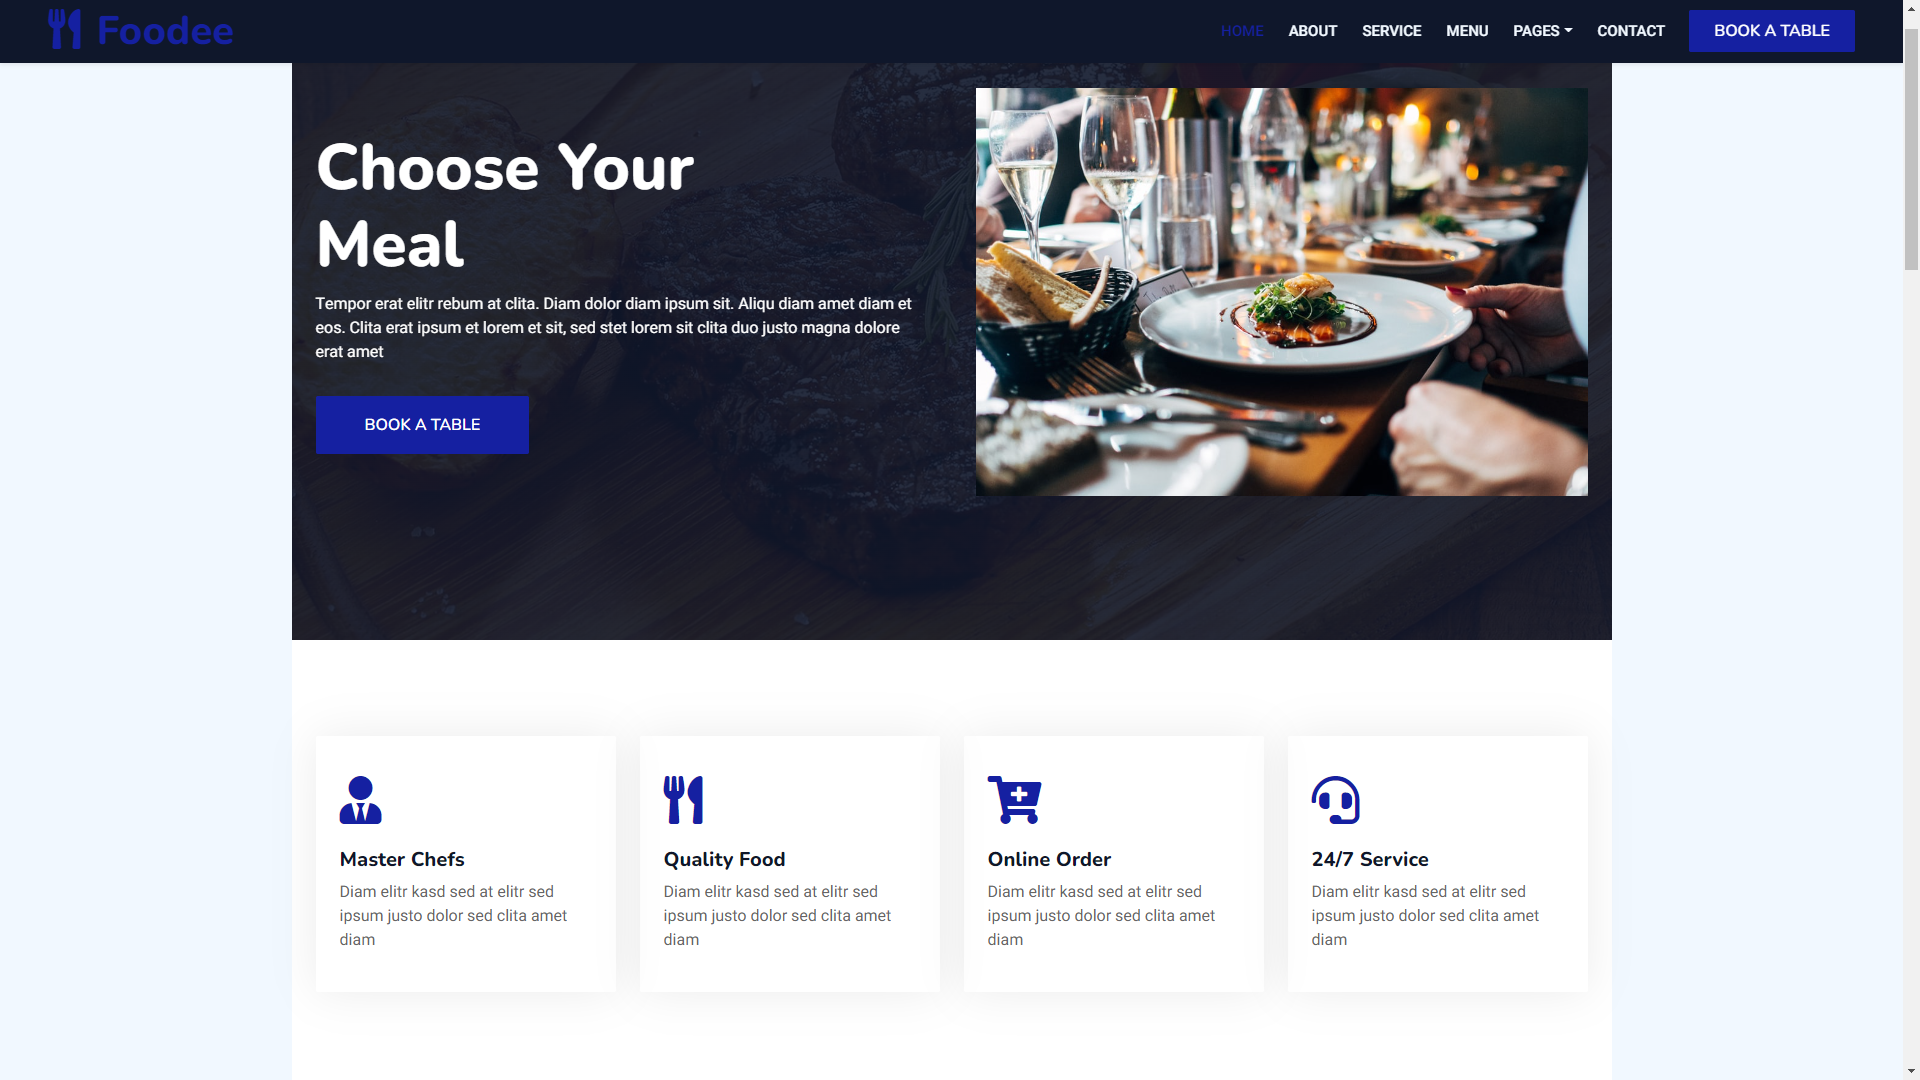 Foodee
HOME ABOUT SERVICE MENU PAGES CONTACT BOOK A TABLE
Choose Your
Meal
Tempor erat elitr rebum at clita. Diam dolor diam ipsum sit. Aliqu diam amet diam et
eos. Clita erat ipsum et lorem et sit, sed stet lorem sit clita duo justo magna dolore
erat amet
BOOK A TABLE
Master Chefs
Diam elitr kasd sed at elitr sed
ipsum justo dolor sed clita amet
diam
Quality Food
Diam elitr kasd sed at elitr sed
ipsum justo dolor sed clita amet
diam
Online Order
Diam elitr kasd sed at elitr sed
ipsum justo dolor sed clita amet
diam
24/7 Service
Diam elitr kasd sed at elitr sed
ipsum justo dolor sed clita amet
diam